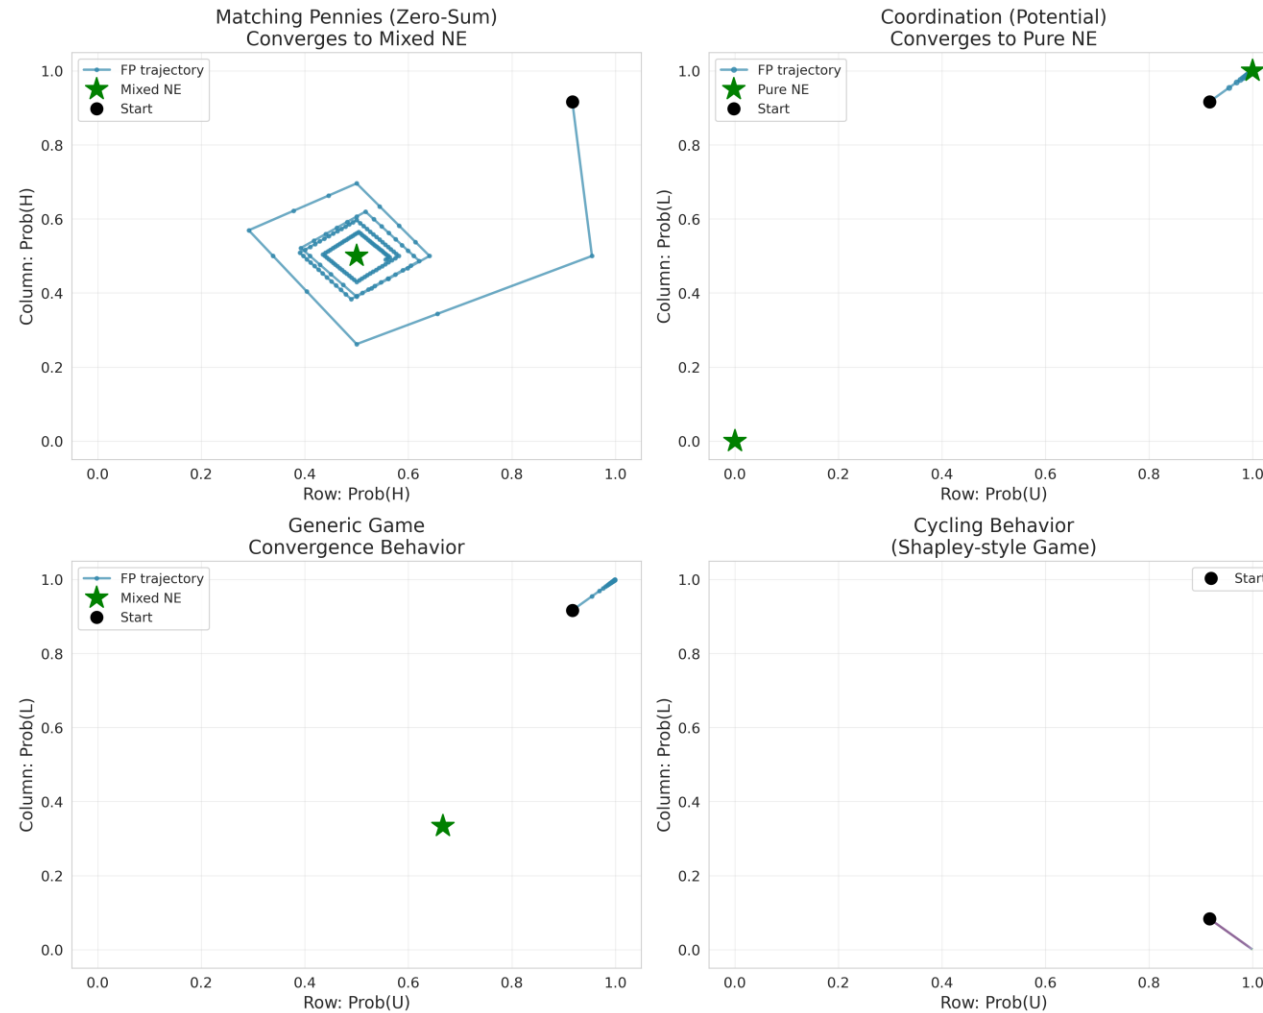 Matching Pennies (Zero-Sum)
Converges to Mixed NE
FP trajectory
Mixed NE
Start
1.0
0.8
0.6
0.4
0.2
0.0
Column: Prob(H)
0.0 0.2 0.4 0.6 0.8 1.0
Row: Prob(H)
Coordination (Potential)
Converges to Pure NE
FP trajectory
Pure NE
Start
1.0
0.8
0.6
0.4
0.2
0.0
Column: Prob(L)
0.0 0.2 0.4 0.6 0.8 1.0
Row: Prob(U)
Generic Game
Convergence Behavior
FP trajectory
Mixed NE
Start
1.0
0.8
0.6
0.4
0.2
0.0
Column: Prob(L)
0.0 0.2 0.4 0.6 0.8 1.0
Row: Prob(U)
Cycling Behavior
(Shapley-style Game)
Start
1.0
0.8
0.6
0.4
0.2
0.0
Column: Prob(L)
0.0 0.2 0.4 0.6 0.8 1.0
Row: Prob(U)